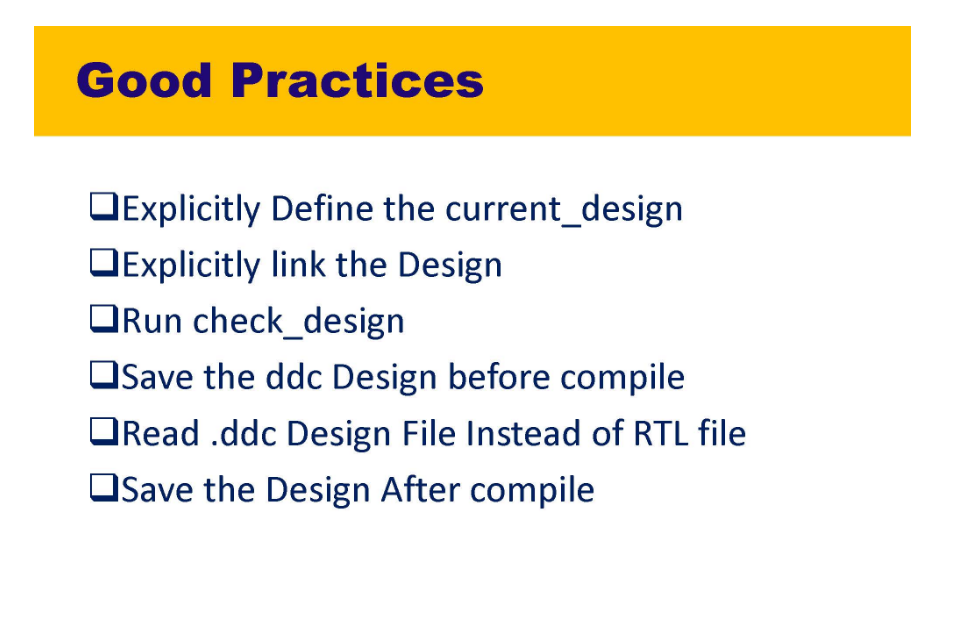 Good Practices
❑Explicitly Define the current_design
❑Explicitly link the Design
❑Run check_design
❑Save the ddc Design before compile
❑Read .ddc Design File Instead of RTL file
❑Save the Design After compile